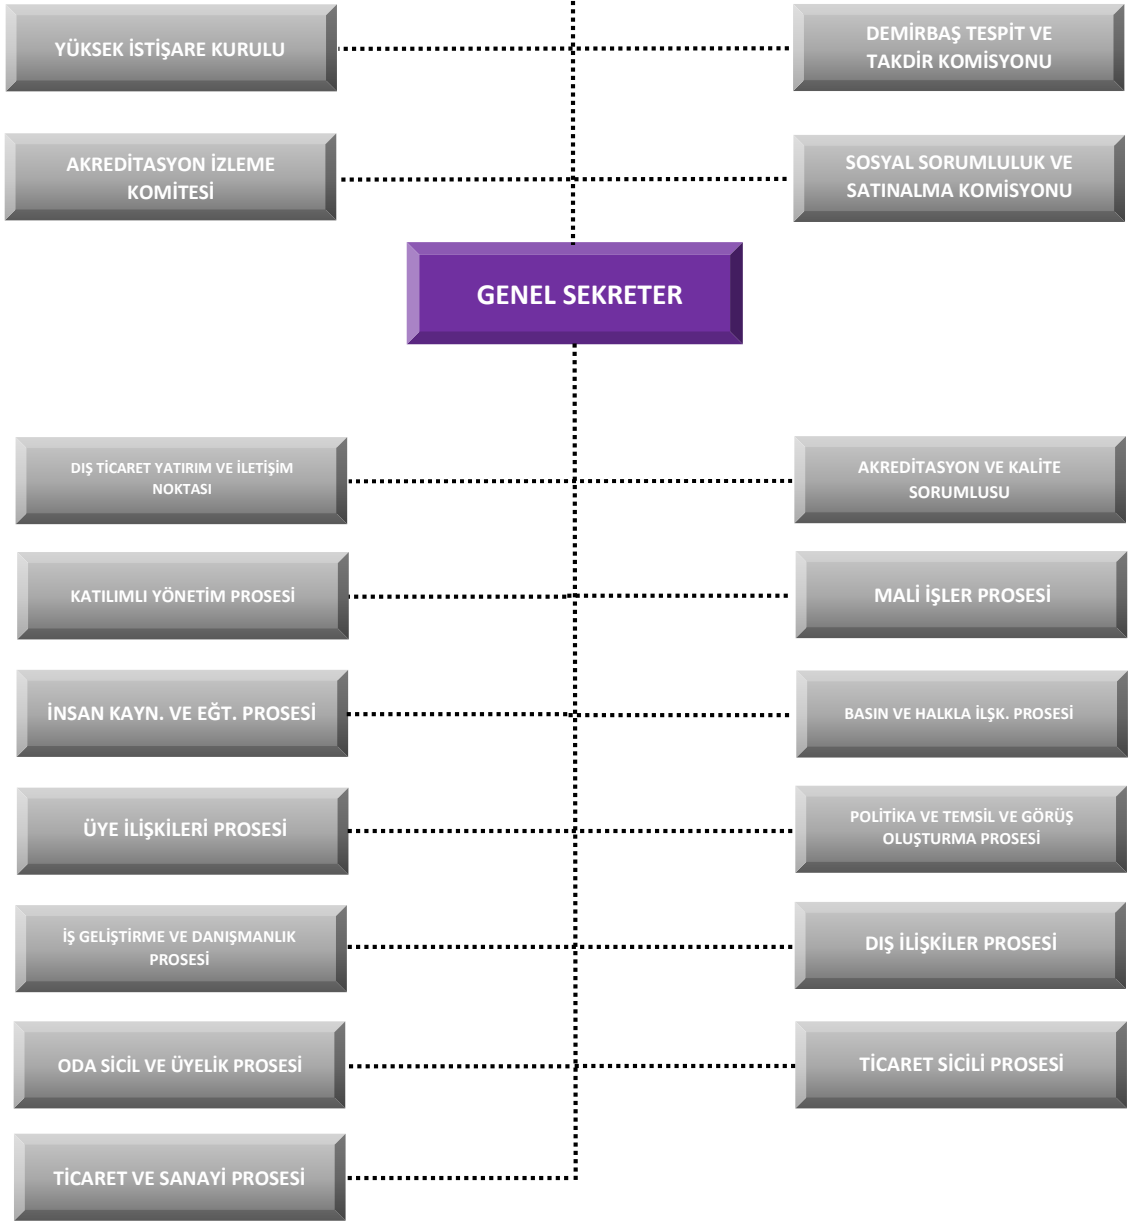 YÜKSEK İSTİŞARE KURULU
DEMİRBAŞ TESPİT VE
TAKDİR KOMİSYONU
AKREDİTASYON İZLEME
KOMİTESİ
SOSYAL SORUMLULUK VE
SATINALMA KOMİSYONU
GENEL SEKRETER
DIŞ TİCARET YATIRIM VE İLETİŞİM
NOKTASI
AKREDİTASYON VE KALİTE
SORUMLUSU
KATILIMLI YÖNETİM PROSESİ
MALİ İŞLER PROSESİ
İNSAN KAYN. VE EĞT. PROSESİ
BASIN VE HALKLA İLŞK. PROSESİ
ÜYE İLİŞKİLERİ PROSESİ
POLİTİKA VE TEMSİL VE GÖRÜŞ
OLUŞTURMA PROSESİ
İŞ GELİŞTİRME VE DANIŞMANLIK
PROSESİ
DIŞ İLİŞKİLER PROSESİ
ODA SİCİL VE ÜYELİK PROSESİ
TİCARET SİCİLİ PROSESİ
TİCARET VE SANAYİ PROSESİ